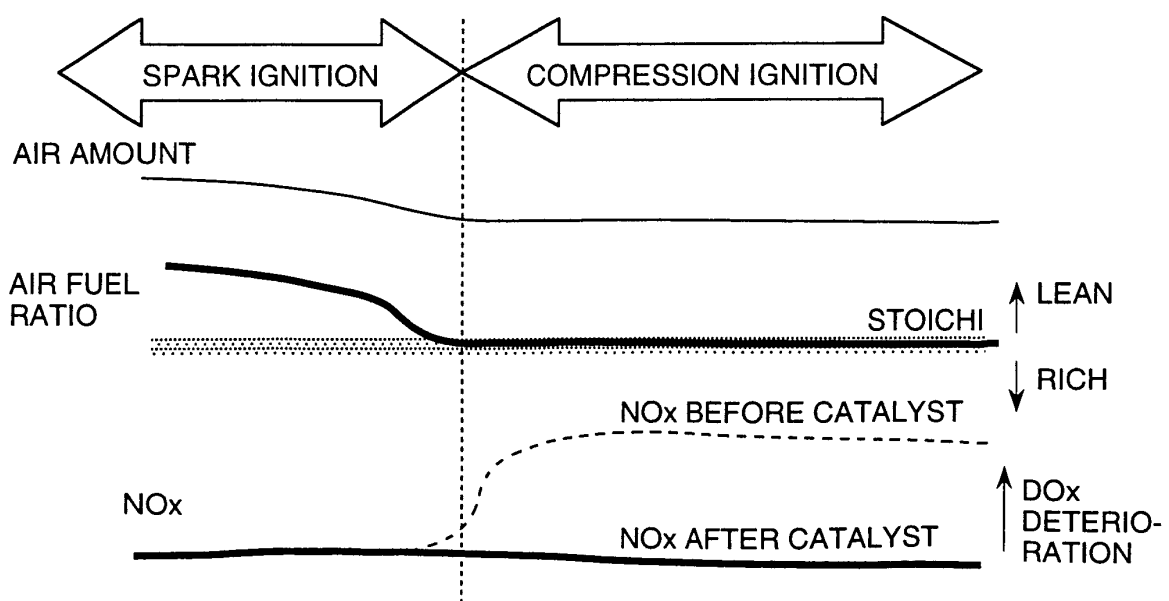 SPARK IGNITION
COMPRESSION IGNITION
AIR AMOUNT
AIR FUEL
RATIO
STOICHI
LEAN
RICH
NOx BEFORE CATALYST
NOx
NOx AFTER CATALYST
DOx
DETERIO-
RATION